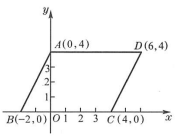 y
A(0,4)
D(6,4)
3
2
1
B(-2,0)
O
1
2
3
C(4,0)
x